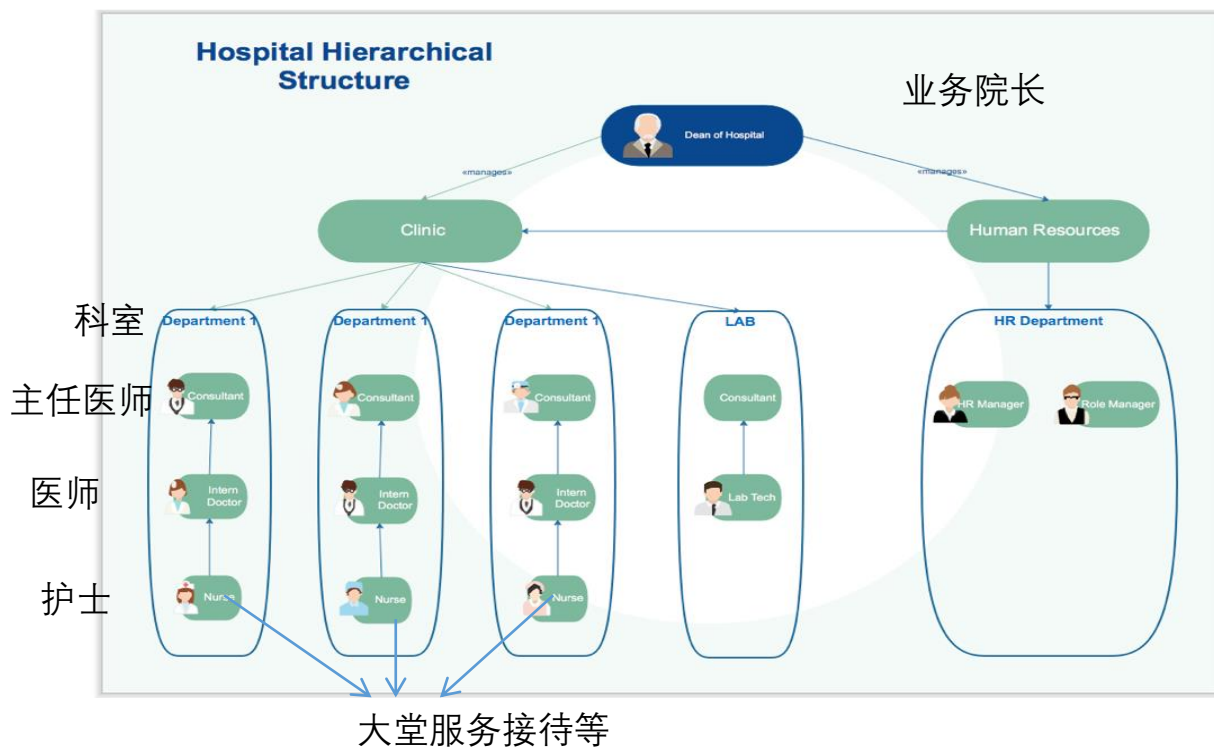 Hospital Hierarchical
Structure
业务院长
Dean of Hospital
«manages»
«manages»
Clinic
Human Resources
科室
Department 1
Department 1
Department 1
LAB
HR Department
主任医师
Consultant
Consultant
Consultant
Consultant
HR Manager
Role Manager
医师
Intern
Doctor
Intern
Doctor
Intern
Doctor
Lab Tech
护士
Nurse
Nurse
Nurse
大堂服务接待等